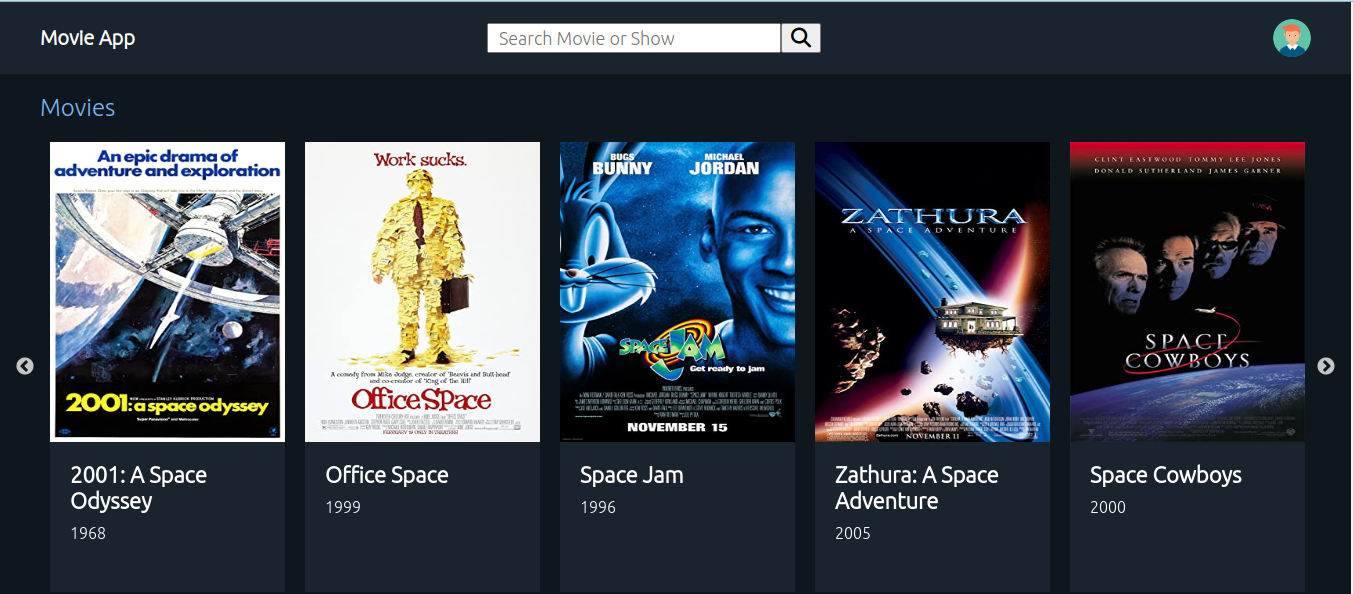 Movie App
Search Movie or Show
Movies
An epic drama of
adventure and exploration
2001: a space odyssey
Work sucks.
A comedy from Mike Judge, creator of "Beavis and Butt-head"
and co-creator of "King of the Hill"
Office Space
BUGS
BUNNY
MICHAEL
JORDAN
SPACE JAM
Get ready to jam
NOVEMBER 15
ZATHURA
A SPACE ADVENTURE
NOVEMBER 11
CLINT EASTWOOD TOMMY LEE JONES
DONALD SUTHERLAND JAMES GARNER
SPACE
COWBOYS
2001: A Space
Odyssey
1968
Office Space
1999
Space Jam
1996
Zathura: A Space
Adventure
2005
Space Cowboys
2000